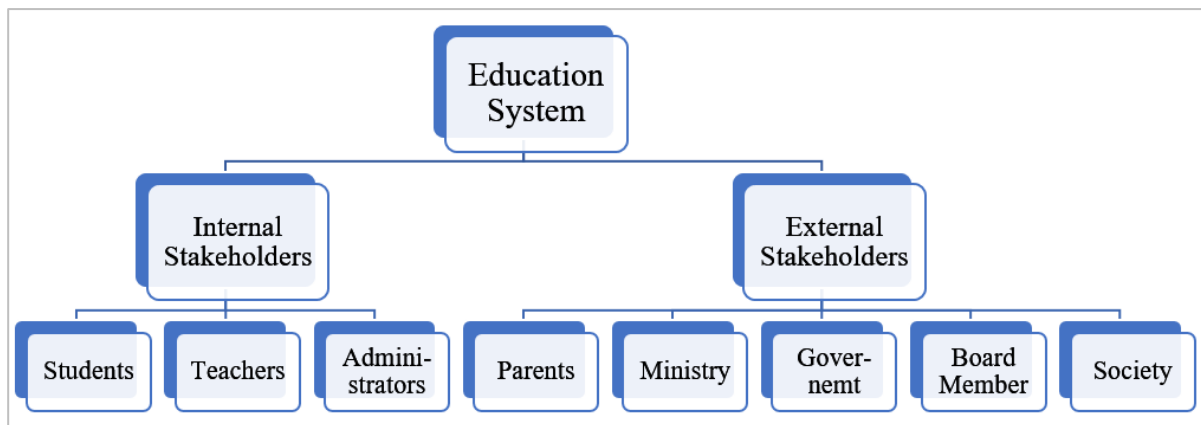 Education
System
Internal
Stakeholders
External
Stakeholders
Students
Teachers
Admini-
strators
Parents
Ministry
Gover-
nemt
Board
Member
Society